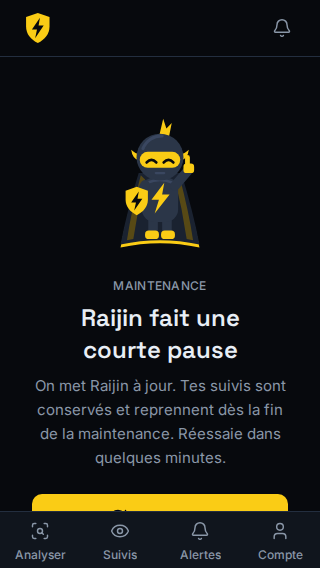 MAINTENANCE
Raijin fait une
courte pause
On met Raijin à jour. Tes suivis sont
conservés et reprennent dès la fin
de la maintenance. Réessaie dans
quelques minutes.
Analyser
Suivis
Alertes
Compte